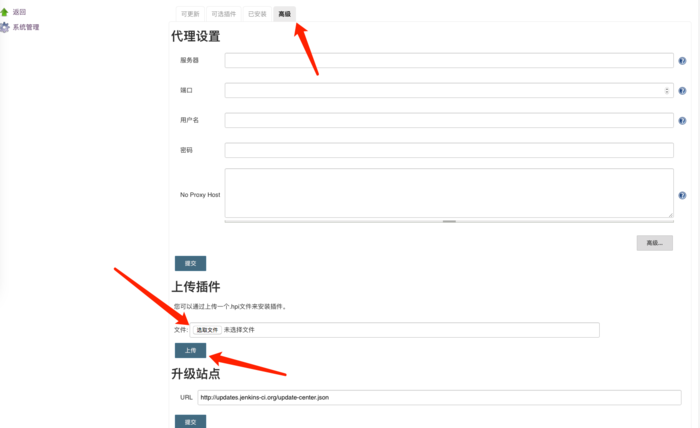 返回
系统管理
可更新 可选插件 已安装 高级
代理设置
服务器
端口
用户名
密码
No Proxy Host
高级...
提交
上传插件
您可以通过上传一个.hpi文件来安装插件。
文件: 选取文件 未选择文件
上传
升级站点
URL http://updates.jenkins-ci.org/update-center.json
提交